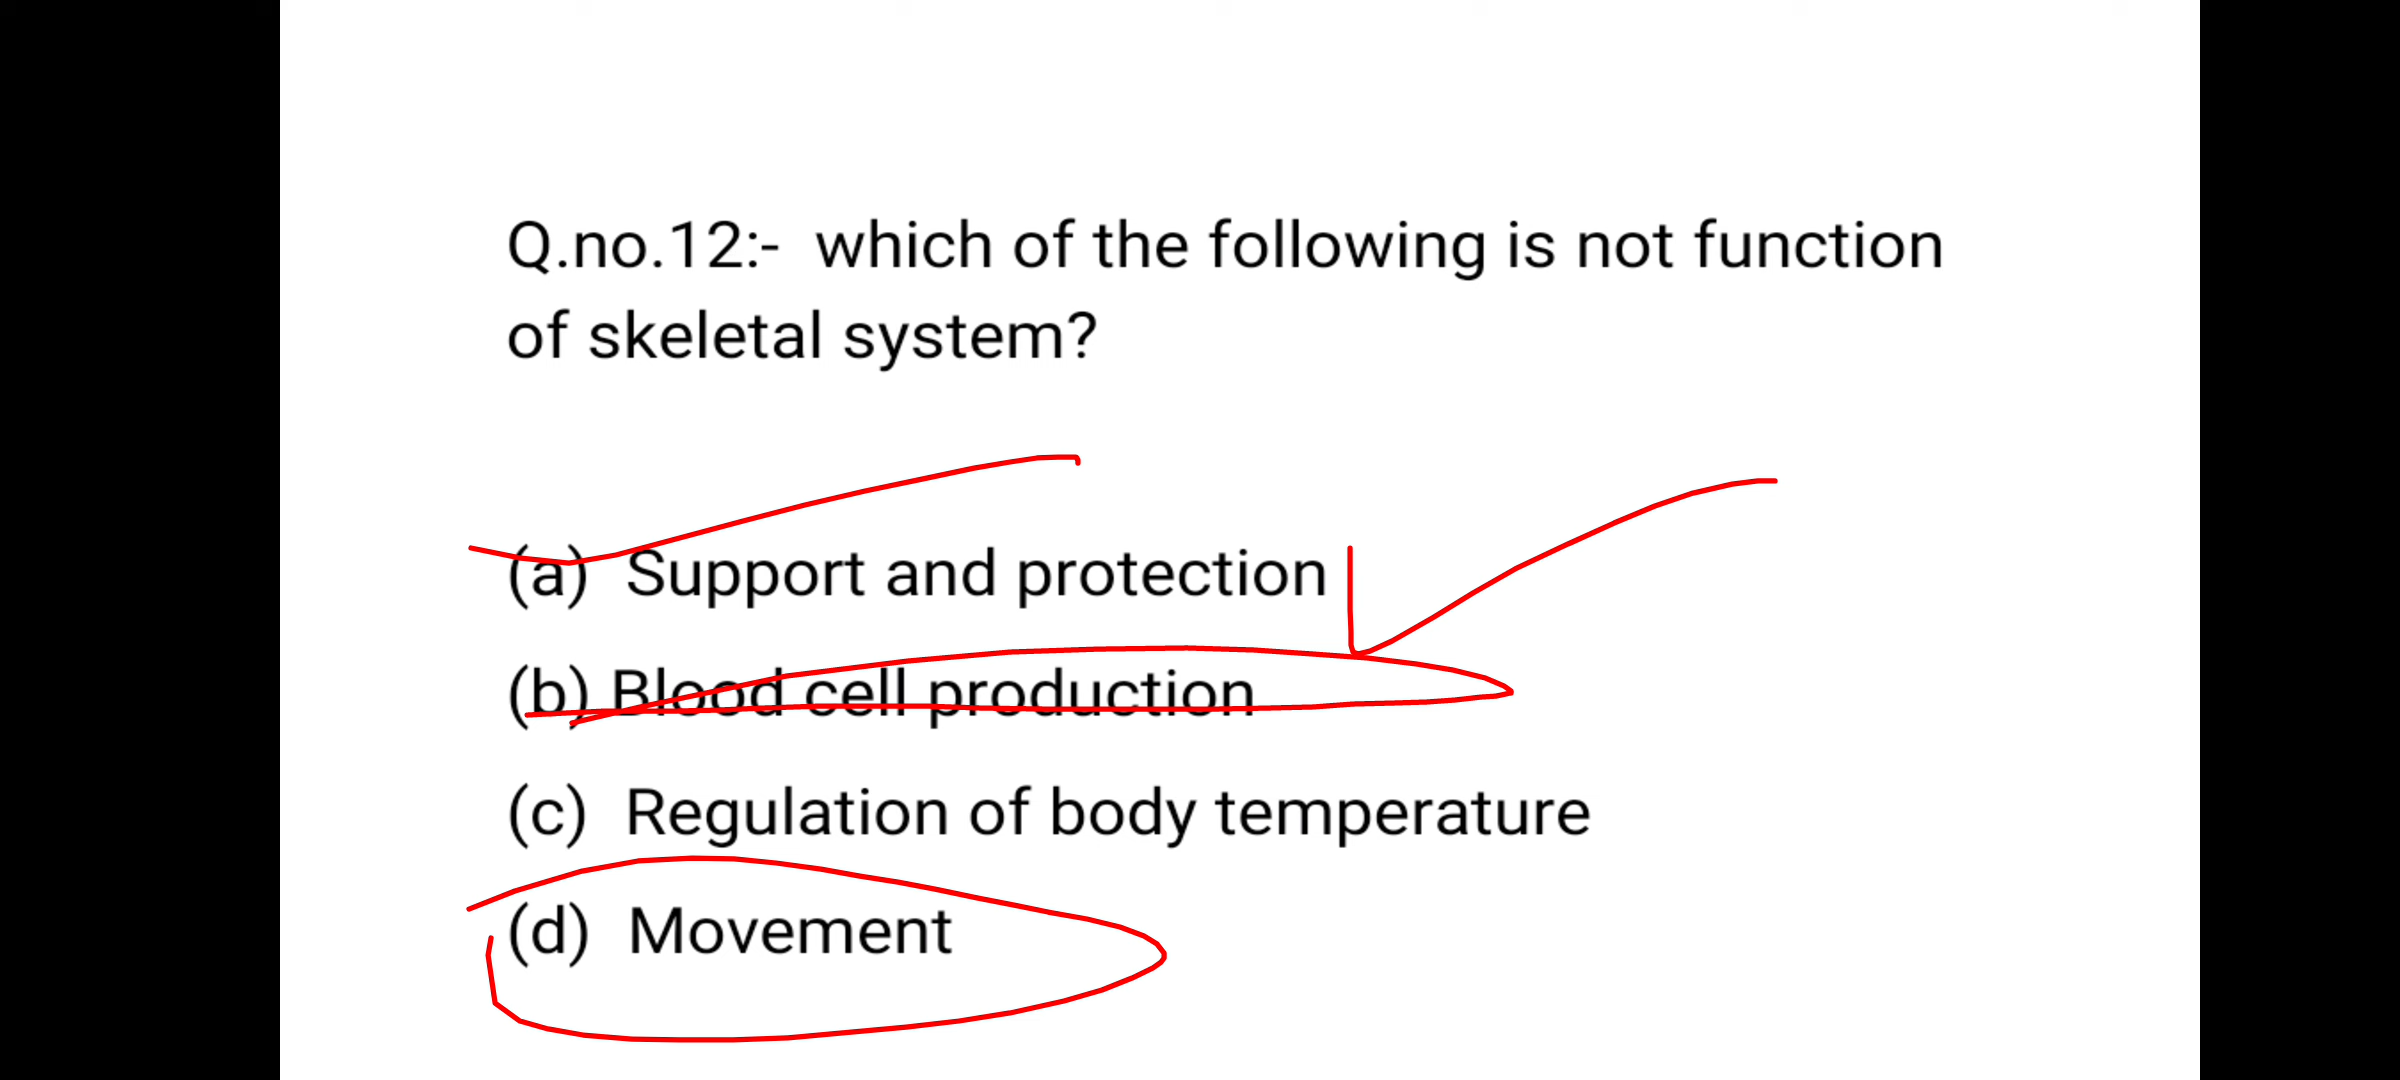 Q.no.12:- which of the following is not function
of skeletal system?
(a) Support and protection
(b) Blood cell production
(c) Regulation of body temperature
(d) Movement